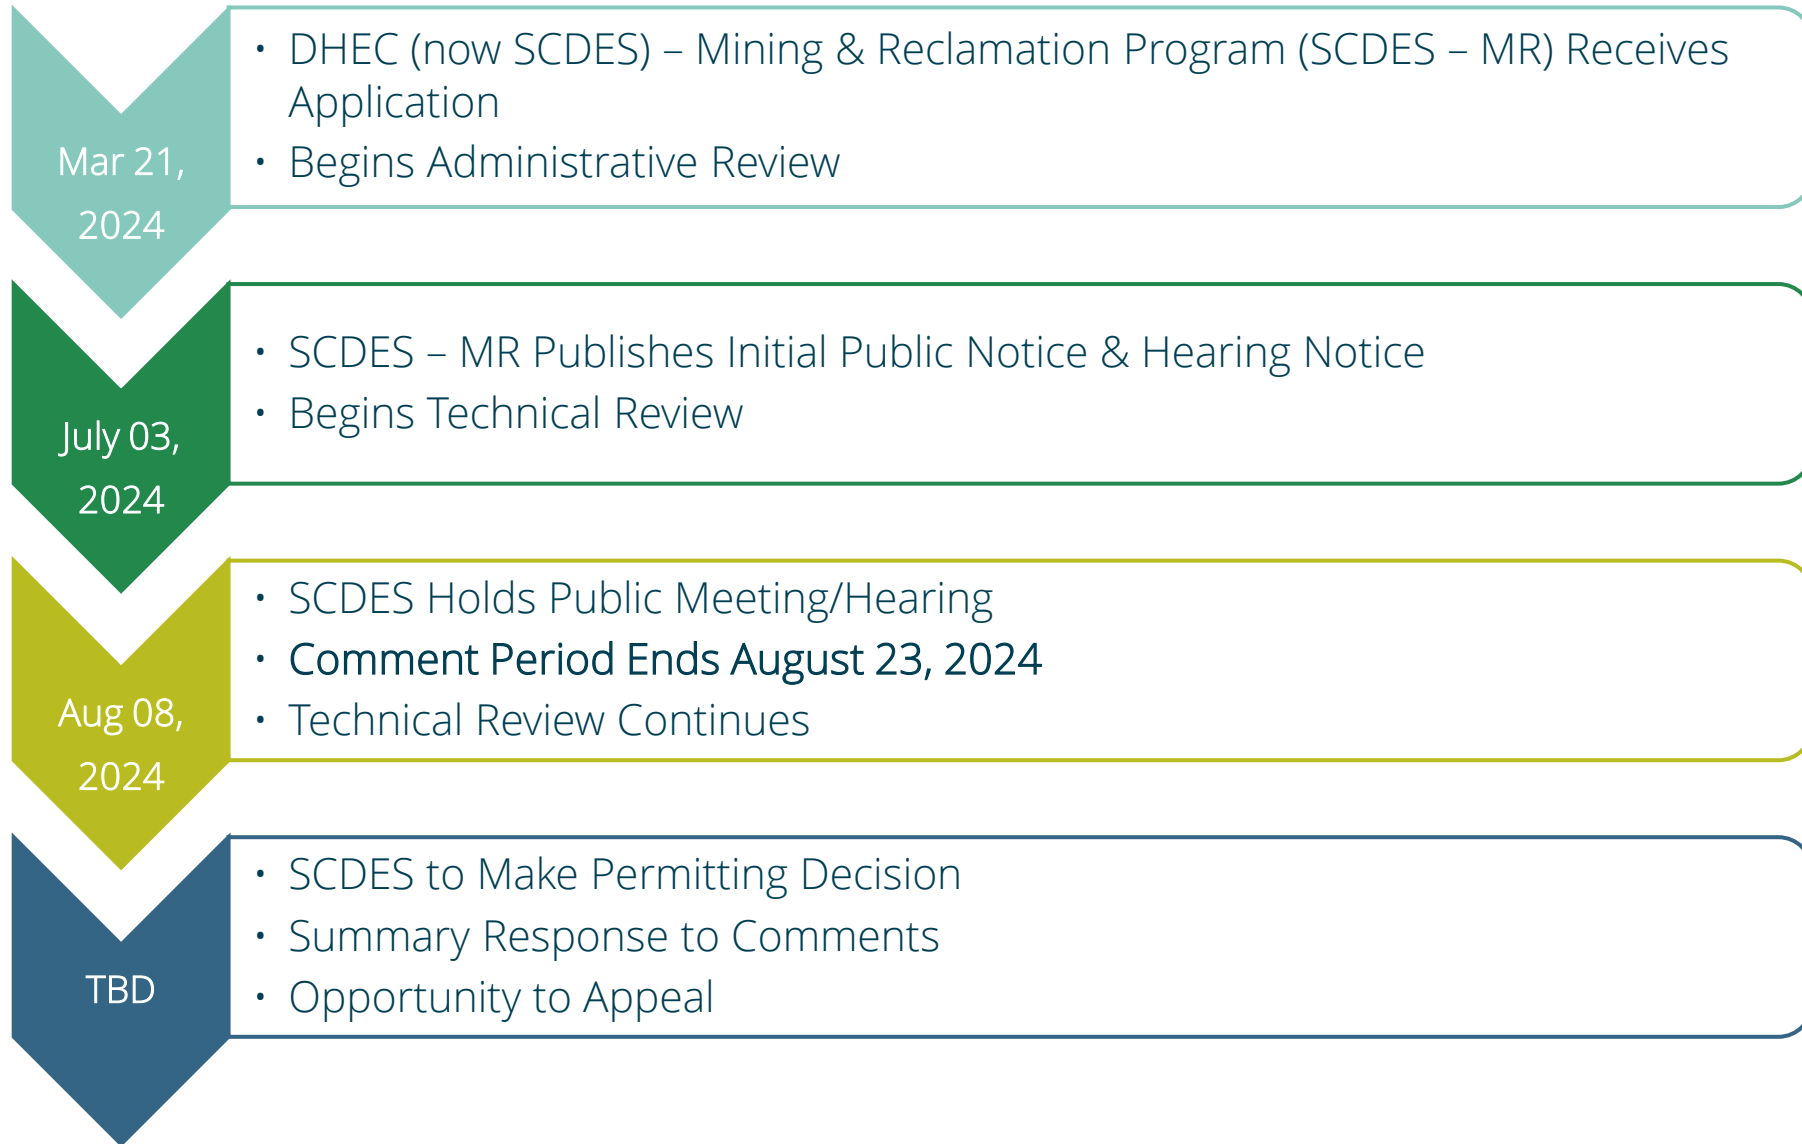 Mar 21,
2024
• DHEC (now SCDES) – Mining & Reclamation Program (SCDES – MR) Receives
Application
• Begins Administrative Review
July 03,
2024
• SCDES – MR Publishes Initial Public Notice & Hearing Notice
• Begins Technical Review
Aug 08,
2024
• SCDES Holds Public Meeting/Hearing
• Comment Period Ends August 23, 2024
• Technical Review Continues
TBD
• SCDES to Make Permitting Decision
• Summary Response to Comments
• Opportunity to Appeal